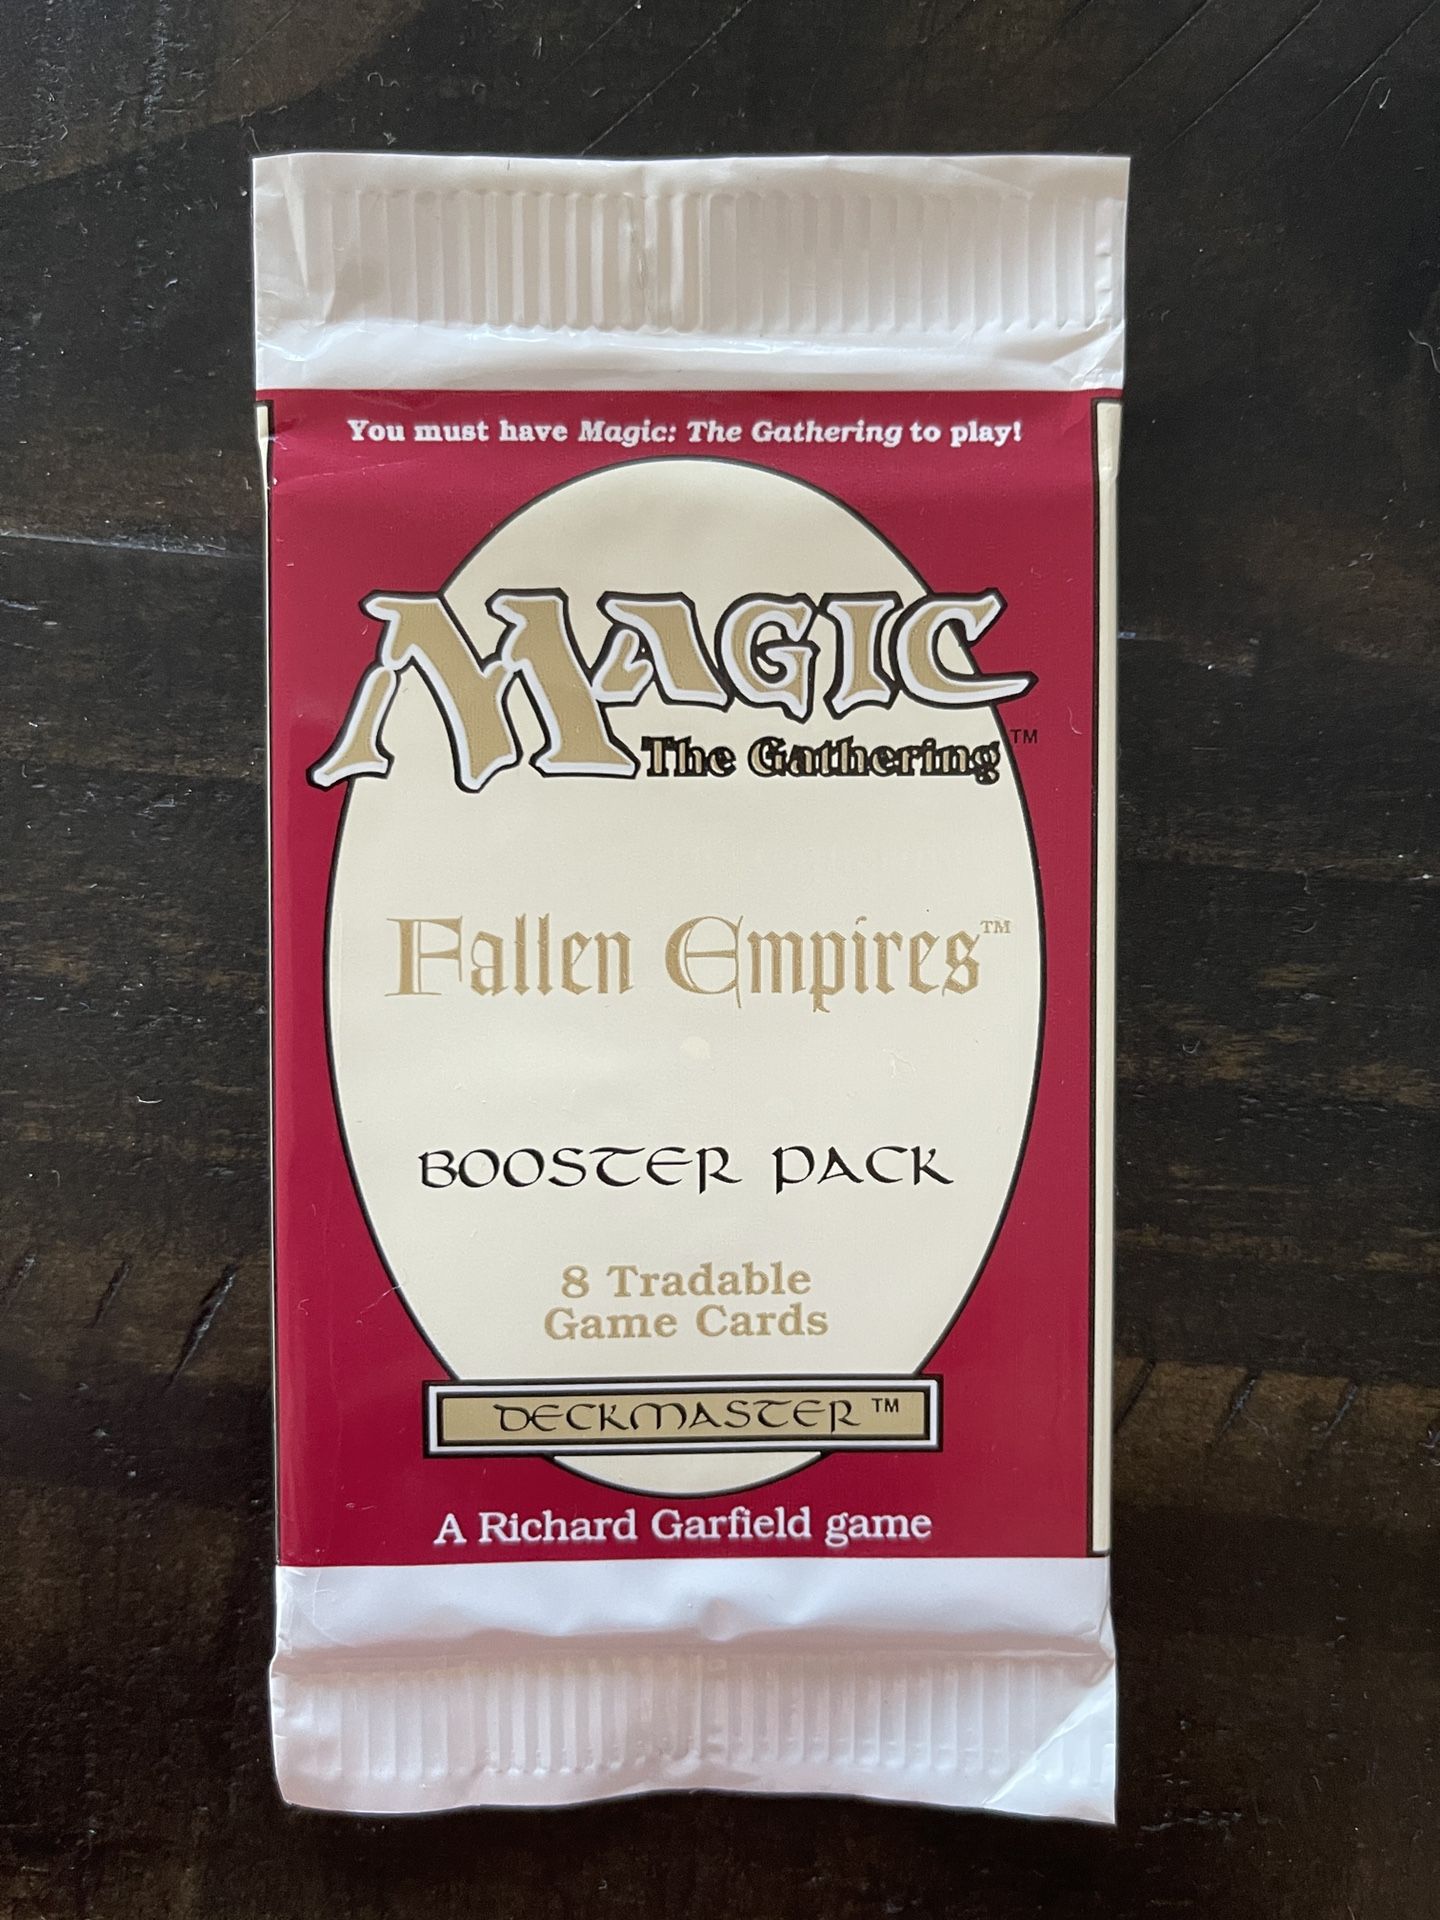 You must have Magic: The Gathering to play!
MAGIC
The Gathering™
Fallen Empires™
BOOSTER PACK
8 Tradable
Game Cards
DECKMASTER™
A Richard Garfield game